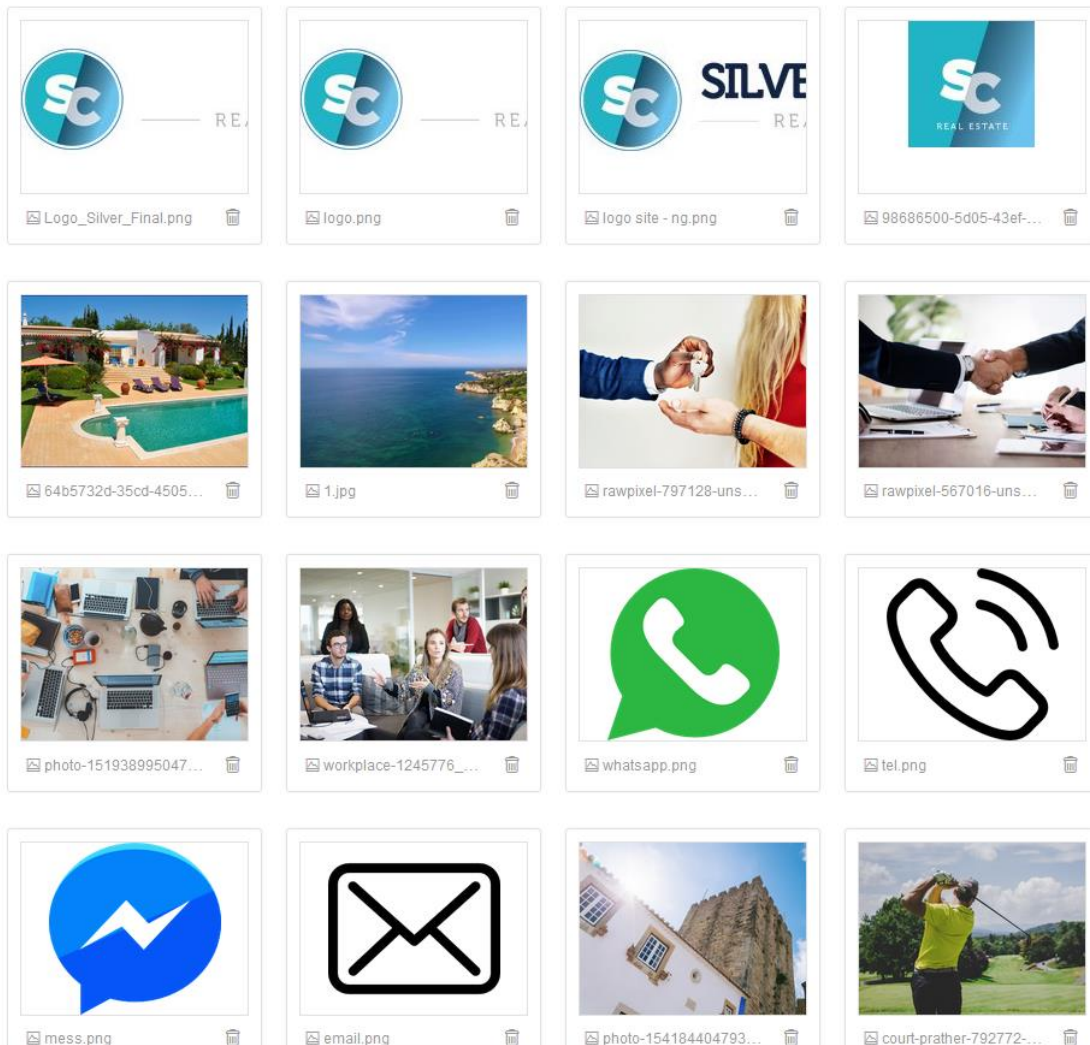 SC
REA
Logo_Silver_Final.png
SC
RE
logo.png
SC
SILVE
REA
logo site - ng.png
SC
REAL ESTATE
98686500-5d05-43ef-...
64b5732d-35cd-4505...
1.jpg
rawpixel-797128-uns...
rawpixel-567016-uns...
photo-151938995047...
workplace-1245776_...
whatsapp.png
tel.png
mess.png
email.png
photo-154184404793...
court-prather-792772-...